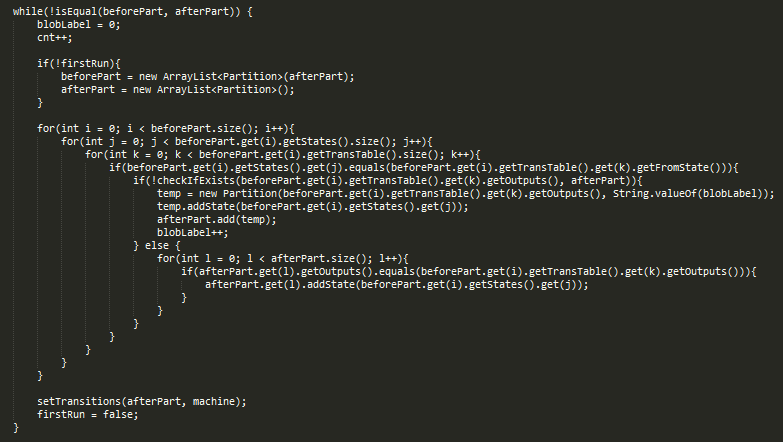 while(!isEqual(beforePart, afterPart)) {
blobLabel = 0;
cnt++;
if(!firstRun){
beforePart = new ArrayList<Partition>(afterPart);
afterPart = new ArrayList<Partition>();
}
for(int i = 0; i < beforePart.size(); i++){
for(int j = 0; j < beforePart.get(i).getStates().size(); j++){
for(int k = 0; k < beforePart.get(i).getTransTable().size(); k++){
if(beforePart.get(i).getStates().get(j).equals(beforePart.get(i).getTransTable().get(k).getFromState())){
if(!checkIfExists(beforePart.get(i).getTransTable().get(k).getOutputs(), afterPart)){
temp = new Partition(beforePart.get(i).getTransTable().get(k).getOutputs(), String.valueOf(blobLabel));
temp.addState(beforePart.get(i).getStates().get(j));
afterPart.add(temp);
blobLabel++;
} else {
for(int l = 0; l < afterPart.size(); l++){
if(afterPart.get(l).getOutputs().equals(beforePart.get(i).getTransTable().get(k).getOutputs())){
afterPart.get(l).addState(beforePart.get(i).getStates().get(j));
}
}
}
}
}
}
}
setTransitions(afterPart, machine);
firstRun = false;
}